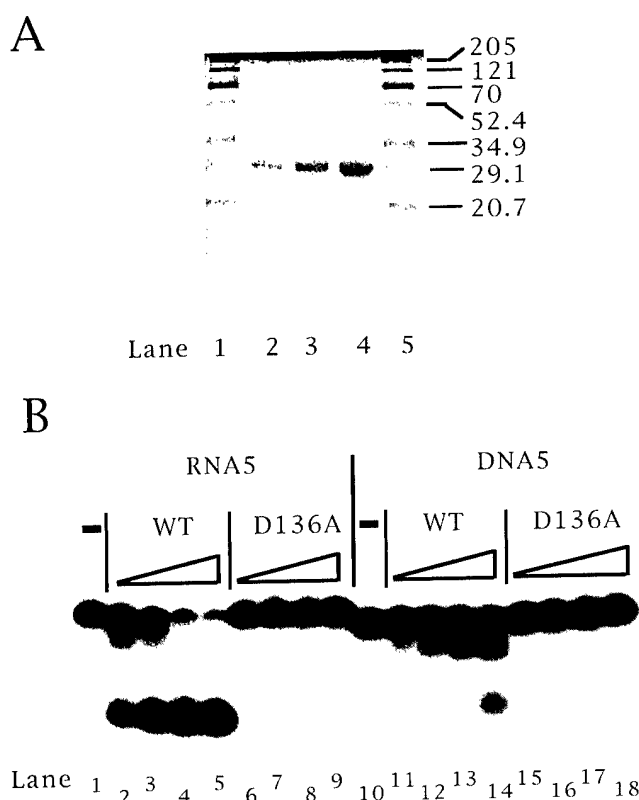 A
205
121
70
52.4
34.9
29.1
20.7
Lane 1 2 3 4 5
B
RNA5 DNA5
- WT D136A - WT D136A
Lane 1 2 3 4 5 6 7 8 9 10 11 12 13 14 15 16 17 18